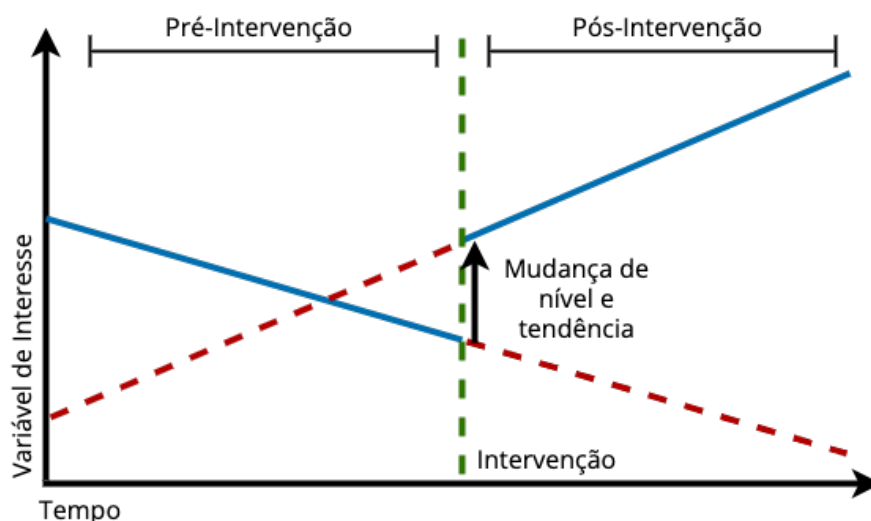 Pré-Intervenção
Pós-Intervenção
Variável de Interesse
Mudança de
nível e
tendência
Intervenção
Tempo